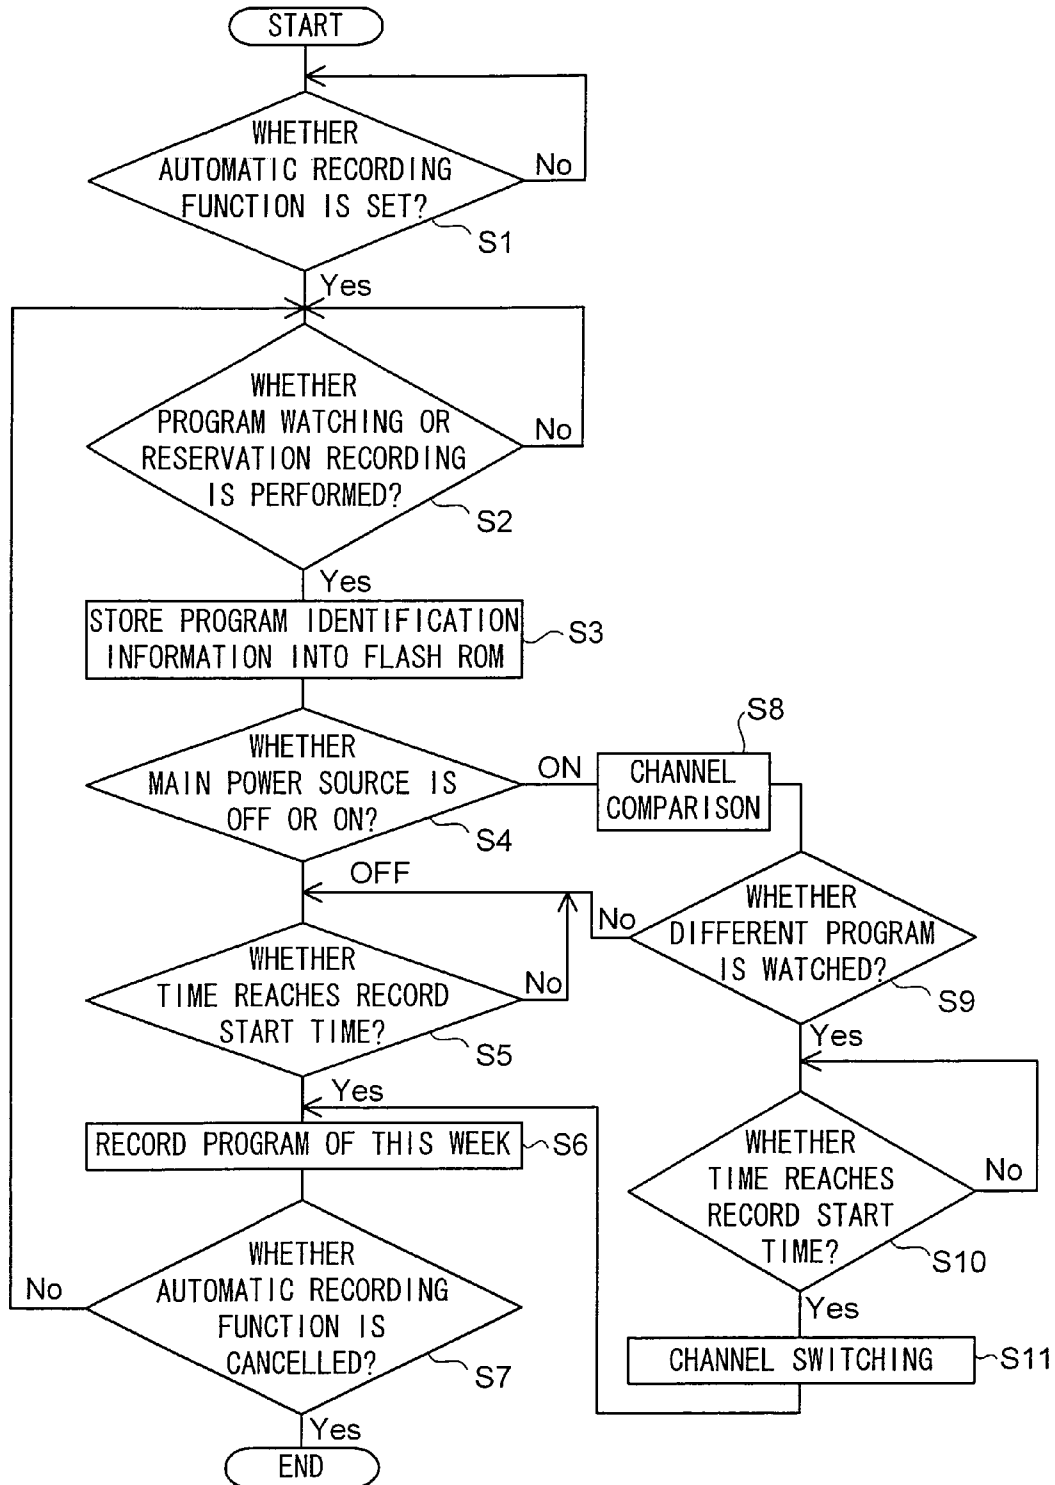 START
WHETHER
AUTOMATIC RECORDING
FUNCTION IS SET?
No
S1
Yes
WHETHER
PROGRAM WATCHING OR
RESERVATION RECORDING
IS PERFORMED?
No
S2
Yes
STORE PROGRAM IDENTIFICATION
INFORMATION INTO FLASH ROM
S3
WHETHER
MAIN POWER SOURCE IS
OFF OR ON?
S4
ON
CHANNEL
COMPARISON
S8
OFF
WHETHER
DIFFERENT PROGRAM
IS WATCHED?
No
S9
Yes
WHETHER
TIME REACHES RECORD
START TIME?
No
S5
Yes
RECORD PROGRAM OF THIS WEEK
S6
WHETHER
TIME REACHES
RECORD START
TIME?
No
S10
Yes
CHANNEL SWITCHING
S11
WHETHER
AUTOMATIC RECORDING
FUNCTION IS
CANCELLED?
No
S7
Yes
END